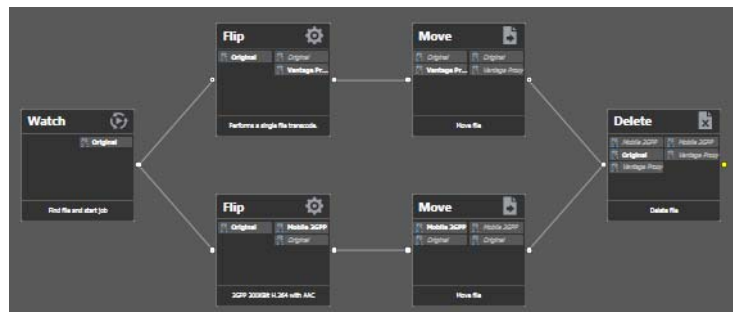 Watch
Original
Find file and start job
Flip
Original
Original
Vantage Pr...
Performs a single file transcode.
Move
Original
Original
Vantage Pr...
Vantage Proxy
Move file
Flip
Original
Mobile 3GPP
Original
3GPP 200KBit H.264 with AAC
Move
Mobile 3GPP
Mobile 3GPP
Original
Original
Move file
Delete
Mobile 3GPP
Mobile 3GPP
Original
Vantage Proxy
Vantage Proxy
Delete file